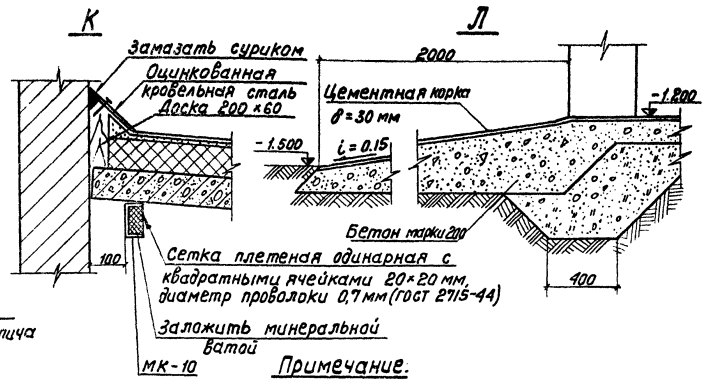 К
Л
Замазать суриком
Оцинкованная
кровельная сталь
Доска 200×60
2000
Цементная корка
δ=30 мм
-1.200
-1.500
i=0.15
Бетон марки 200
100
Сетка плетеная одинарная с
квадратными ячейками 20×20 мм,
диаметр проволоки 0,7 мм (ГОСТ 2715-44)
400
Заложить минеральной
ватой
МК-10
Примечание: